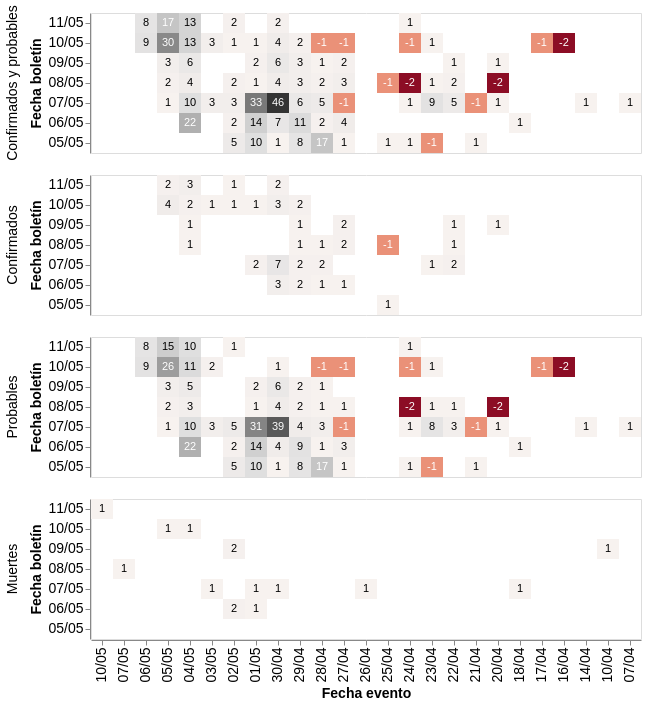 Confirmados y probables
Fecha boletín
11/05 8 17 13 2 2 1
10/05 9 30 13 3 1 1 4 2 -1 -1 -1 1 -1 -2
09/05 3 6 2 6 3 1 2 1 1
08/05 2 4 2 1 4 3 2 3 -1 -2 1 2 -2
07/05 1 10 3 3 33 46 6 5 -1 1 9 5 -1 1 1 1
06/05 22 2 14 7 11 2 4 1
05/05 5 10 1 8 17 1 1 1 -1 1
Confirmados
Fecha boletín
11/05 2 3 1 2
10/05 4 2 1 1 1 3 2
09/05 1 1 2 1 1
08/05 1 1 1 2 -1 1
07/05 2 7 2 2 1 2
06/05 3 2 1 1
05/05 1
Probables
Fecha boletín
11/05 8 15 10 1 1
10/05 9 26 11 2 1 -1 -1 -1 1 -1 -2
09/05 3 5 2 6 2 1
08/05 2 3 1 4 2 1 1 -2 1 1 -2
07/05 1 10 3 5 31 39 4 3 -1 1 8 3 -1 1 1 1
06/05 22 2 14 4 9 1 3 1
05/05 5 10 1 8 17 1 1 -1 1
Muertes
Fecha boletín
11/05 1
10/05 1 1
09/05 2 1
08/05 1
07/05 1 1 1 1 1
06/05 2 1
05/05
10/05 07/05 06/05 05/05 04/05 03/05 02/05 01/05 30/04 29/04 28/04 27/04 26/04 25/04 24/04 23/04 22/04 21/04 20/04 18/04 17/04 16/04 14/04 10/04 07/04
Fecha evento